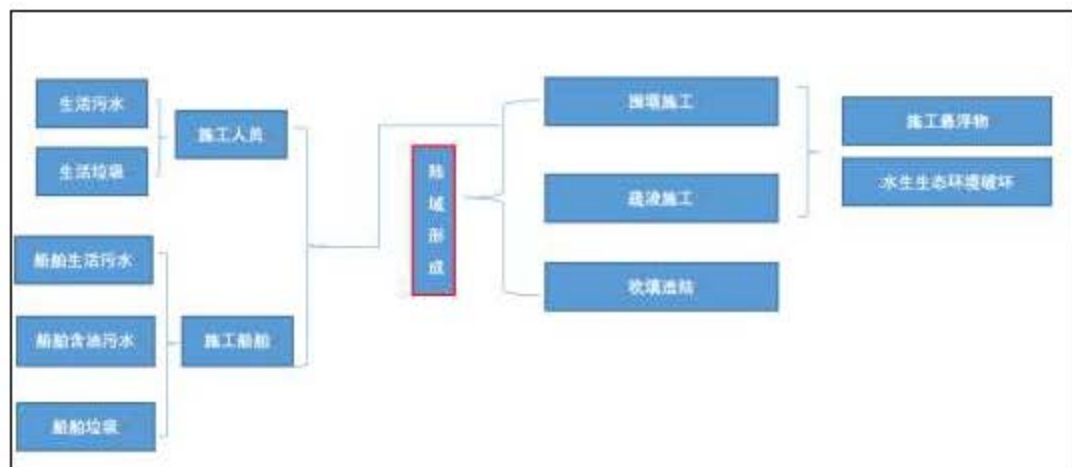 生活污水
生活垃圾
施工人员
船舶生活污水
船舶含油污水
船舶垃圾
施工船舶
陆域形成
围填施工
疏浚施工
吹填造陆
施工悬浮物
水生生态环境破坏